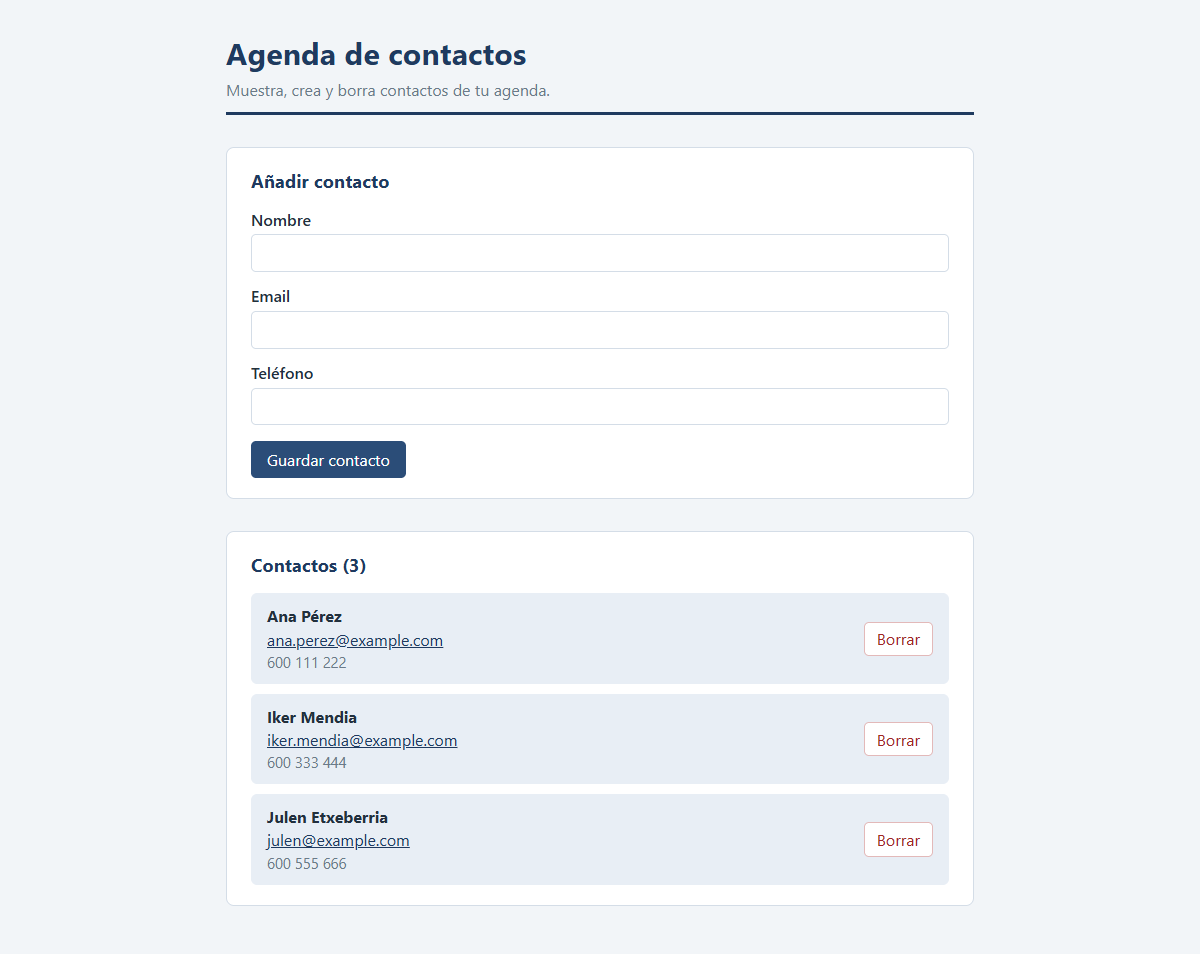 Agenda de contactos
Muestra, crea y borra contactos de tu agenda.
Añadir contacto
Nombre
Email
Teléfono
Guardar contacto
Contactos (3)
Ana Pérez
ana.perez@example.com
600 111 222
Borrar
Iker Mendia
iker.mendia@example.com
600 333 444
Borrar
Julen Etxeberria
julen@example.com
600 555 666
Borrar